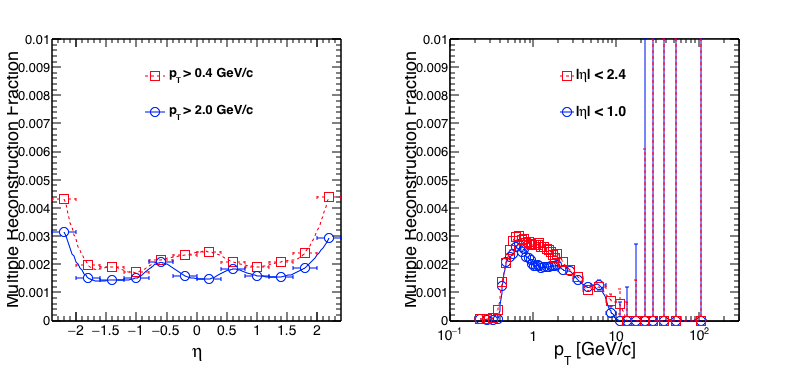 Multiple Reconstruction Fraction
0.01
0.009
0.008
0.007
0.006
0.005
0.004
0.003
0.002
0.001
0
−2 −1.5 −1 −0.5 0 0.5 1 1.5 2
η
p_T > 0.4 GeV/c
p_T > 2.0 GeV/c
Multiple Reconstruction Fraction
0.01
0.009
0.008
0.007
0.006
0.005
0.004
0.003
0.002
0.001
0
10⁻¹ 1 10 10²
p_T [GeV/c]
|η| < 2.4
|η| < 1.0